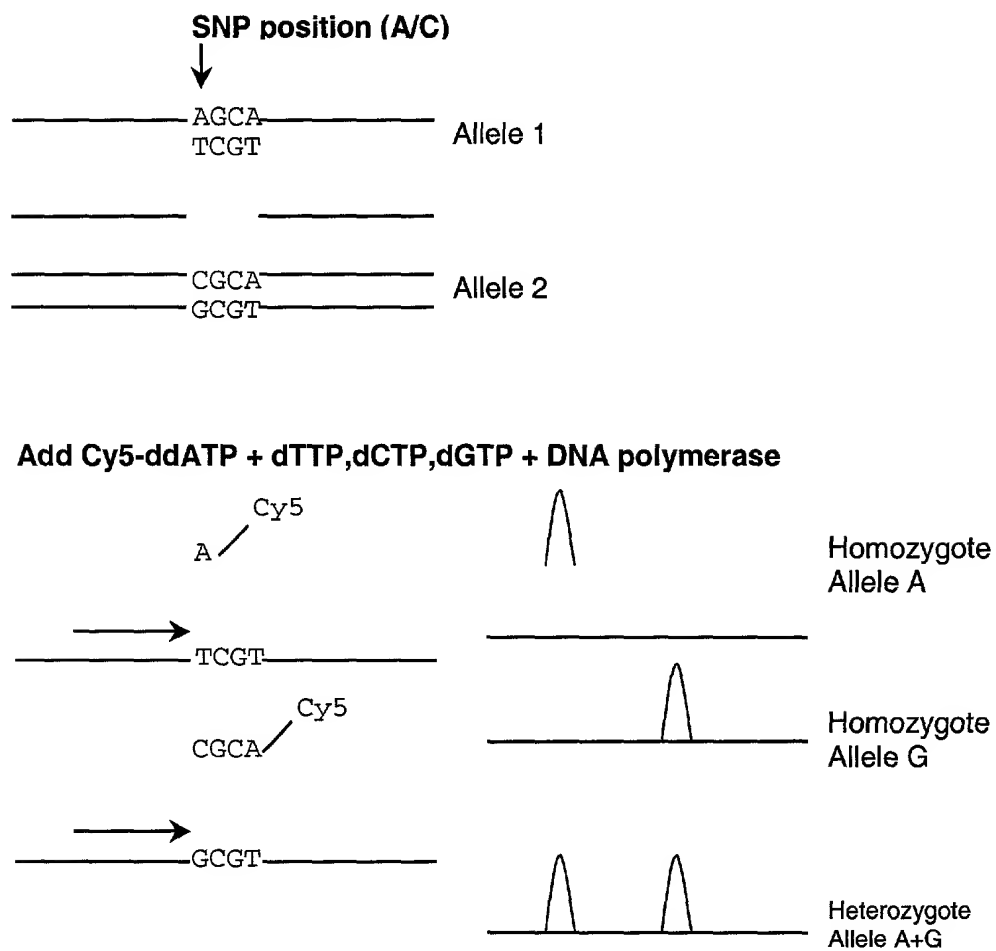 SNP position (A/C)
AGCA
TCGT
Allele 1
CGCA
GCGT
Allele 2
Add Cy5-ddATP + dTTP,dCTP,dGTP + DNA polymerase
Cy5
A
Homozygote
Allele A
TCGT
Cy5
CGCA
Homozygote
Allele G
GCGT
Heterozygote
Allele A+G